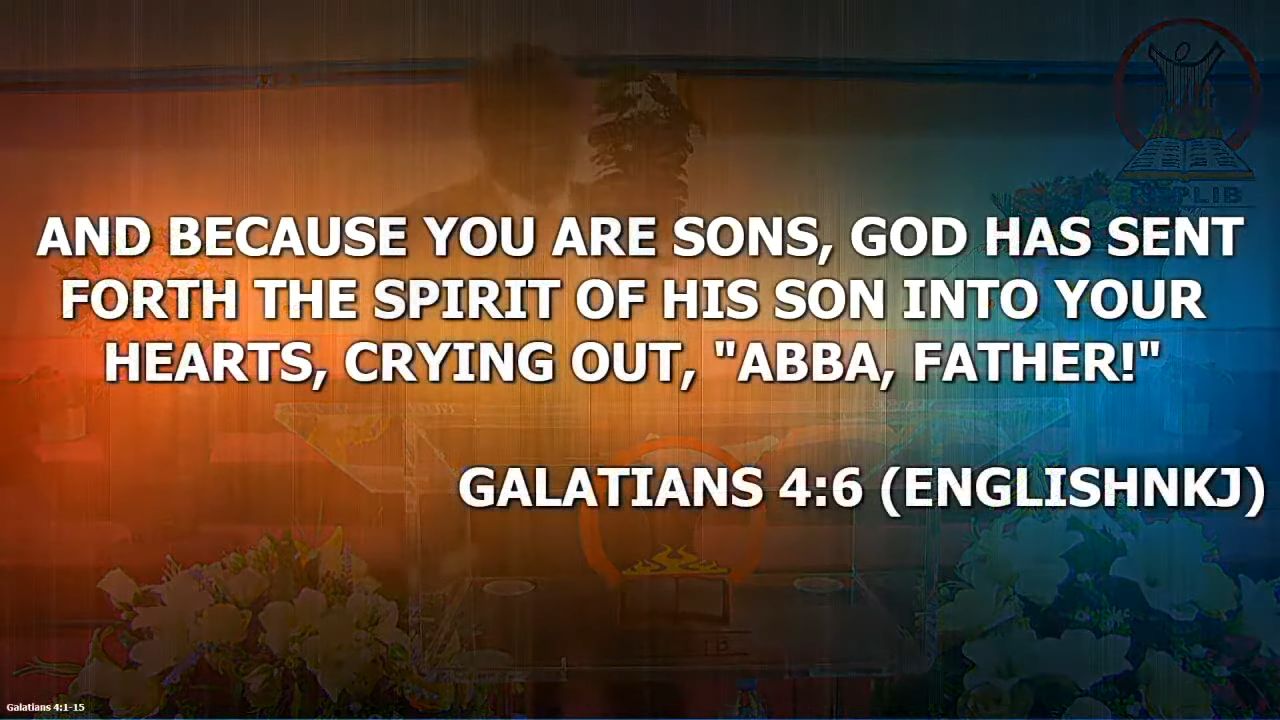 AND BECAUSE YOU ARE SONS, GOD HAS SENT
FORTH THE SPIRIT OF HIS SON INTO YOUR
HEARTS, CRYING OUT, "ABBA, FATHER!"
GALATIANS 4:6 (ENGLISHNKJ)
Galatians 4:1-15